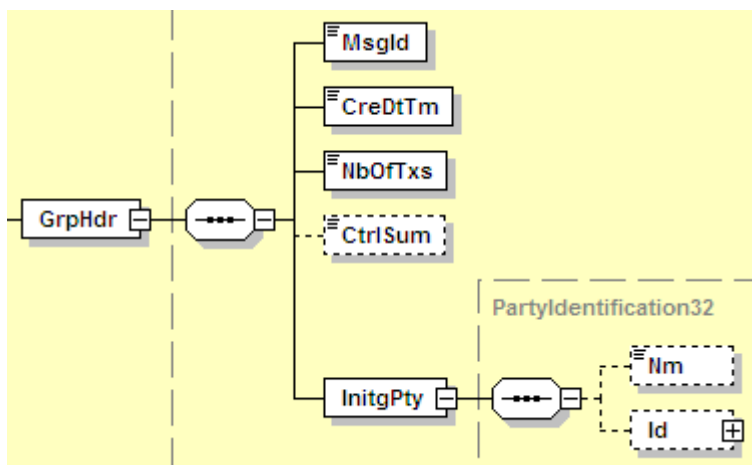 MsgId
CreDtTm
NbOfTxs
GrpHdr
CtrlSum
PartyIdentification32
Nm
InitgPty
Id